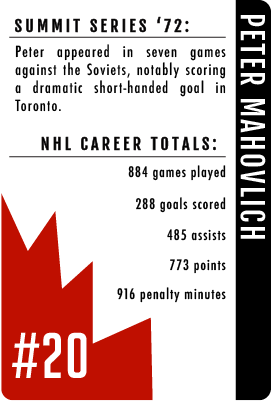 SUMMIT SERIES ‘72:
Peter appeared in seven games
against the Soviets, notably scoring
a dramatic short-handed goal in
Toronto.
NHL CAREER TOTALS:
884 games played
288 goals scored
485 assists
773 points
916 penalty minutes
#20
PETER MAHOVLICH